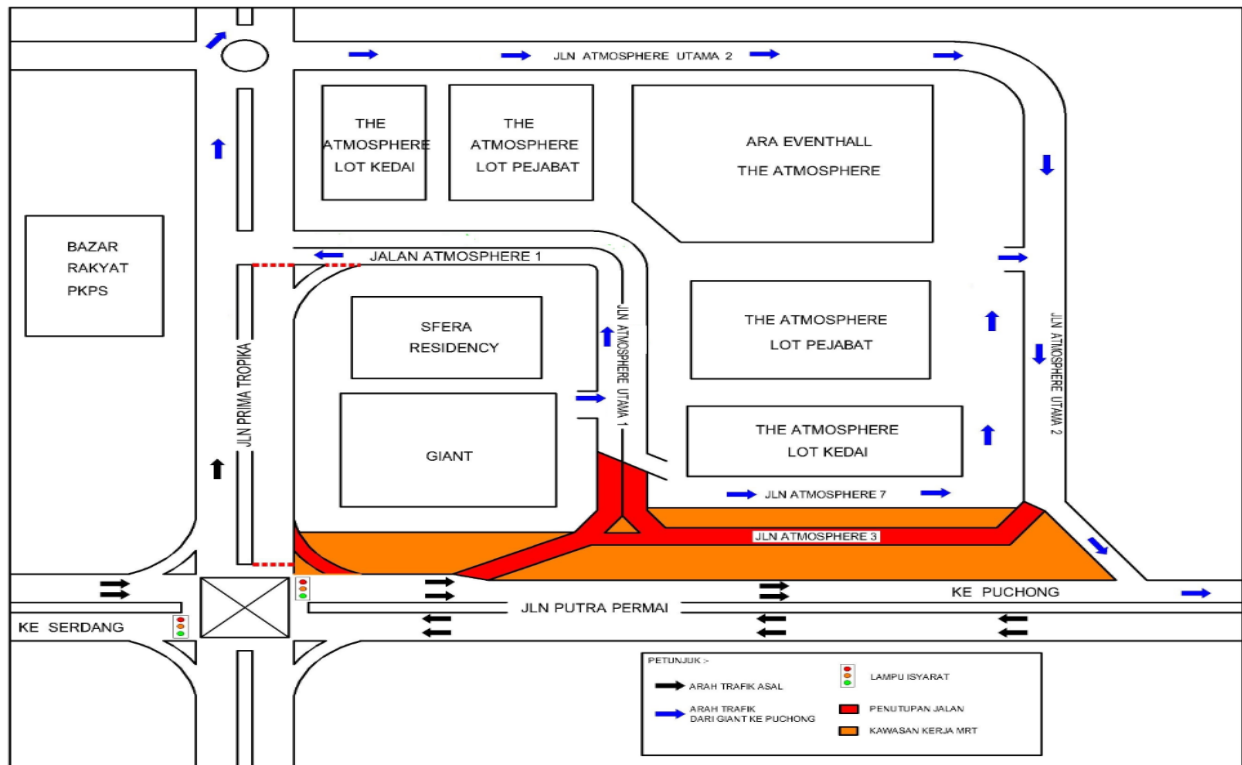 JLN ATMOSPHERE UTAMA 2
THE
ATMOSPHERE
LOT KEDAI
THE
ATMOSPHERE
LOT PEJABAT
ARA EVENTHALL
THE ATMOSPHERE
BAZAR
RAKYAT
PKPS
JALAN ATMOSPHERE 1
SFERA
RESIDENCY
JLN ATMOSPHERE UTAMA 1
THE ATMOSPHERE
LOT PEJABAT
JLN ATMOSPHERE UTAMA 2
JLN PRIMA TROPIKA
GIANT
THE ATMOSPHERE
LOT KEDAI
JLN ATMOSPHERE 7
JLN ATMOSPHERE 3
KE PUCHONG
JLN PUTRA PERMAI
KE SERDANG
PETUNJUK :-
ARAH TRAFIK ASAL
ARAH TRAFIK
DARI GIANT KE PUCHONG
LAMPU ISYARAT
PENUTUPAN JALAN
KAWASAN KERJA MRT